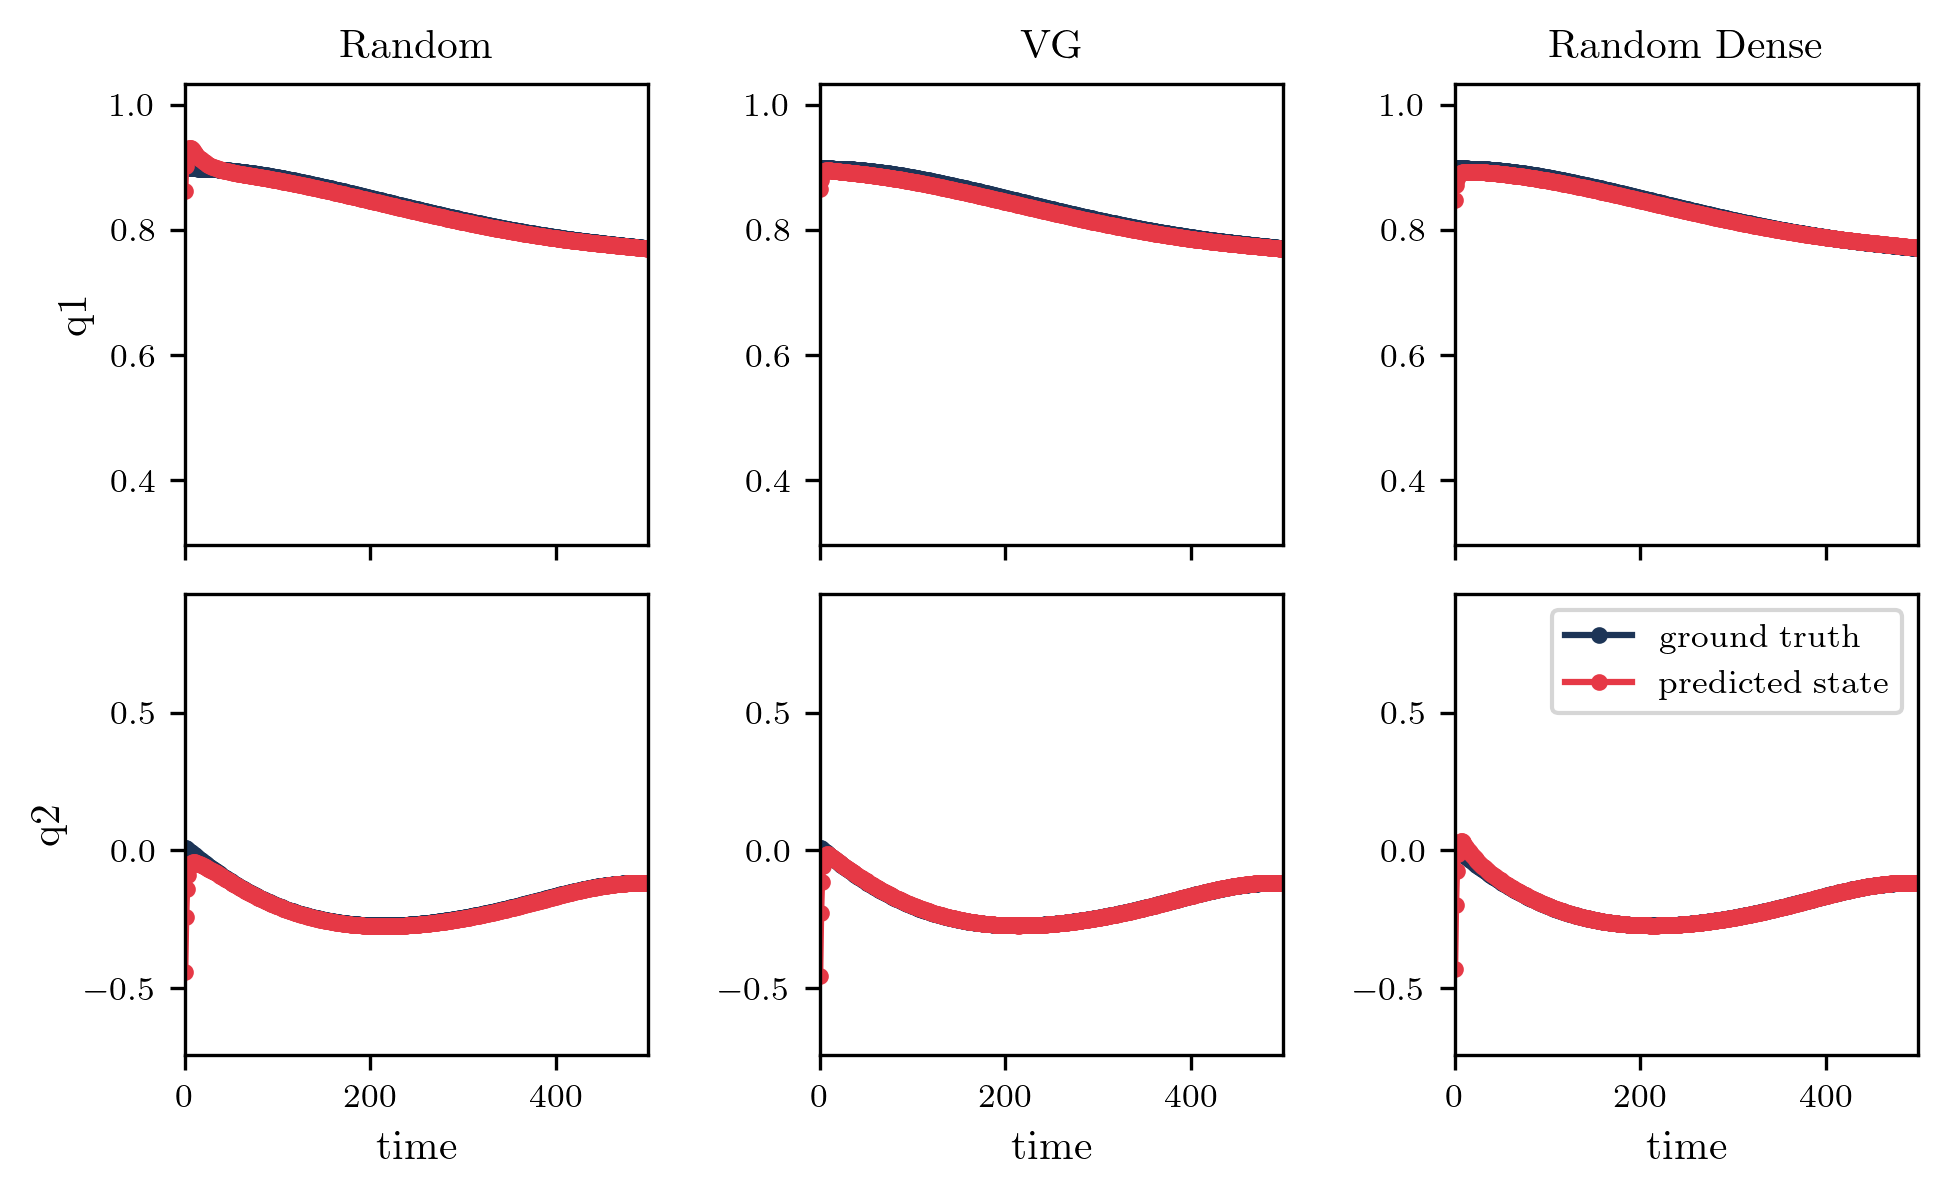 Random VG Random Dense
1.0 1.0 1.0
0.8 0.8 0.8
q1
0.6 0.6 0.6
0.4 0.4 0.4
ground truth
predicted state
0.5 0.5 0.5
q2
0.0 0.0 0.0
−0.5 −0.5 −0.5
0 200 400 0 200 400 0 200 400
time time time